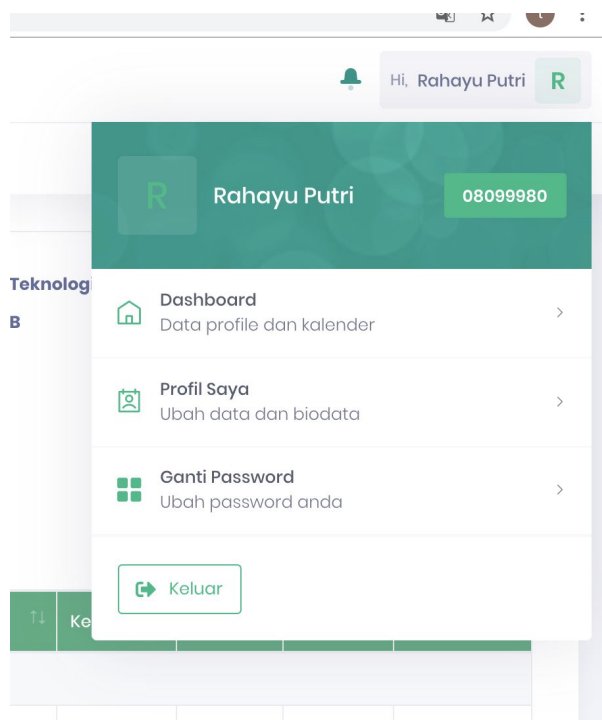 Hi, Rahayu Putri R
R Rahayu Putri 08099980
Teknolog
B
Dashboard
Data profile dan kalender
Profil Saya
Ubah data dan biodata
Ganti Password
Ubah password anda
Keluar
Ke